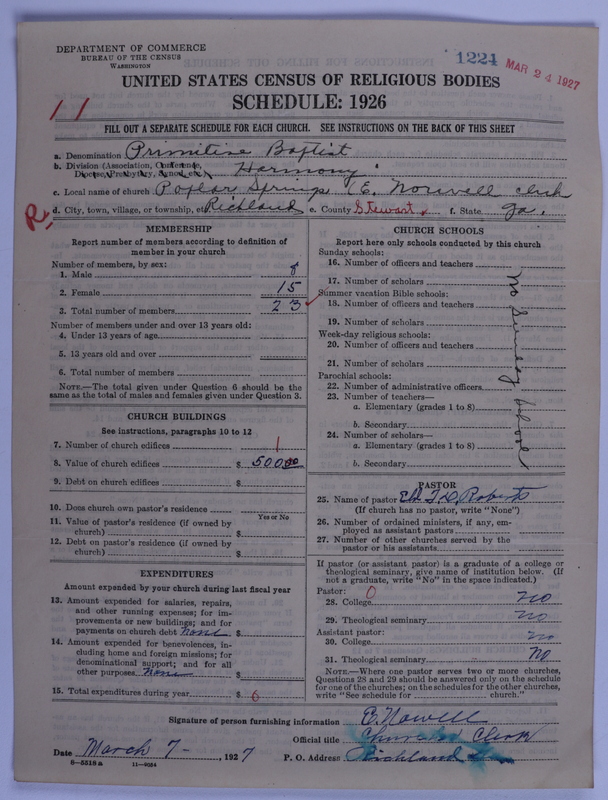 DEPARTMENT OF COMMERCE
BUREAU OF THE CENSUS
WASHINGTON
1224
MAR 24 1927
UNITED STATES CENSUS OF RELIGIOUS BODIES
SCHEDULE: 1926
11
FILL OUT A SEPARATE SCHEDULE FOR EACH CHURCH. SEE INSTRUCTIONS ON THE BACK OF THIS SHEET
a. Denomination Primitive Baptist
b. Division (Association, Conference, Diocese, Presbytery, Synod, etc.) Harmony
c. Local name of church Poplar Springs (E. Nowell clerk
R
d. City, town, village, or township, of Richland e. County Stewart f. State Ga.
MEMBERSHIP
Report number of members according to definition of member in your church
Number of members, by sex:
1. Male 8
2. Female 15
3. Total number of members 23
Number of members under and over 13 years old:
4. Under 13 years of age
5. 13 years old and over
6. Total number of members
NOTE.—The total given under Question 6 should be the same as the total of males and females given under Question 3.
CHURCH BUILDINGS
See instructions, paragraphs 10 to 12
7. Number of church edifices 1
8. Value of church edifices $ 500.00
9. Debt on church edifices $
10. Does church own pastor's residence
Yes or No
11. Value of pastor's residence (if owned by church) $
12. Debt on pastor's residence (if owned by church) $
EXPENDITURES
Amount expended by your church during last fiscal year
13. Amount expended for salaries, repairs, and other running expenses; for improvements or new buildings; and for payments on church debt none $
14. Amount expended for benevolences, including home and foreign missions; for denominational support; and for all other purposes none $
15. Total expenditures during year $ 0
CHURCH SCHOOLS
Report here only schools conducted by this church
Sunday schools:
16. Number of officers and teachers
17. Number of scholars
Summer vacation Bible schools:
18. Number of officers and teachers
19. Number of scholars
Week-day religious schools:
20. Number of officers and teachers
21. Number of scholars
Parochial schools:
22. Number of administrative officers
23. Number of teachers—
a. Elementary (grades 1 to 8)
b. Secondary
24. Number of scholars—
a. Elementary (grades 1 to 8)
b. Secondary
No Sunday School
PASTOR
25. Name of pastor Eld. T. D. Roberts
(If church has no pastor, write "None")
26. Number of ordained ministers, if any, employed as assistant pastors
27. Number of other churches served by the pastor or his assistants
If pastor (or assistant pastor) is a graduate of a college or theological seminary, give name of institution below. (If not a graduate, write "No" in the space indicated.)
Pastor: 0
28. College no
29. Theological seminary no
Assistant pastor:
30. College no
31. Theological seminary no
NOTE.—Where one pastor serves two or more churches, Questions 28 and 29 should be answered only on the schedule for one of the churches; on the schedules for the other churches, write "See schedule for church."
Signature of person furnishing information E. Nowell
Official title Church Clerk
Date March 7 - , 1927 P. O. Address Richland
8—5518 a 11—9054